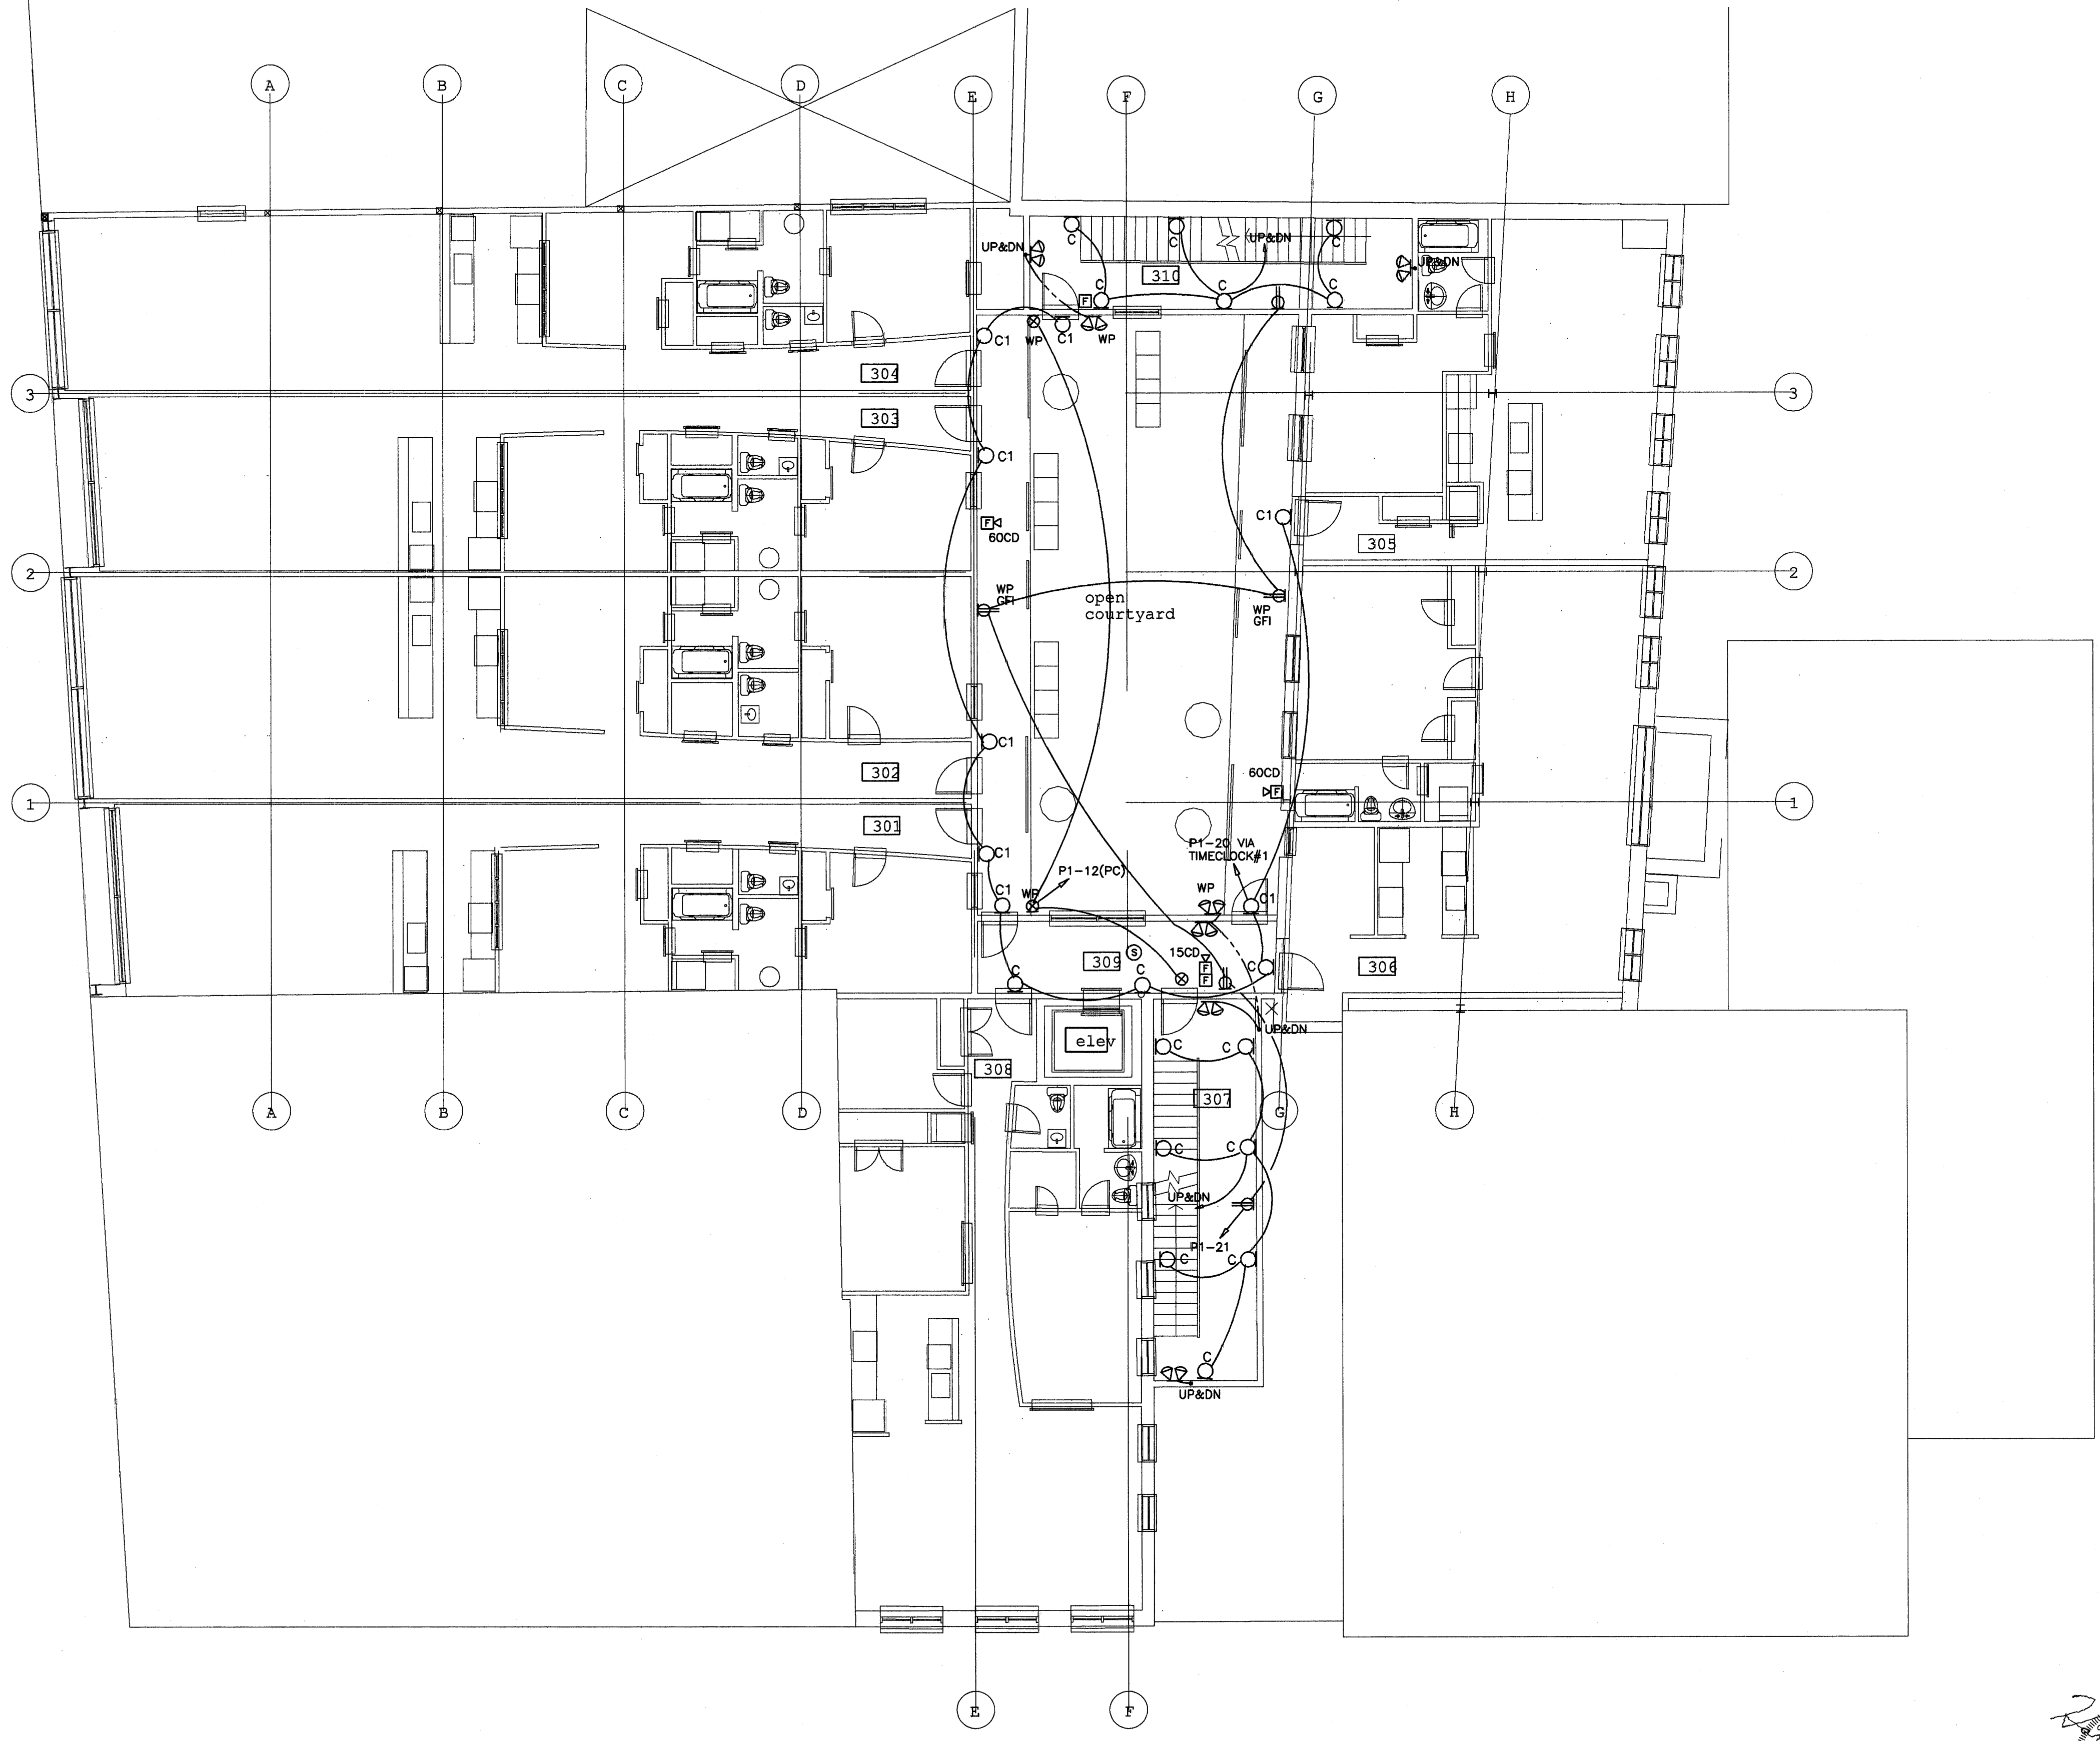 A
B
C
D
E
F
G
H
UP&DN
C
C
UP&DN
C
UP&DN
310
F
C
C
C
C1
WP
C1
WP
304
3
3
303
C1
C1
F
60CD
305
2
2
WP
GFI
open
courtyard
WP
GFI
C1
302
60CD
F
1
1
301
C1
P1-20 VIA
TIMECLOCK#1
P1-12(PC)
C1
WP
WP
C1
S
15CD
309
F
F
C
306
C
C
UP&DN
elev
C
C
308
307
A
B
C
D
G
H
C
C
UP&DN
P1-21
C
C
C
UP&DN
E
F